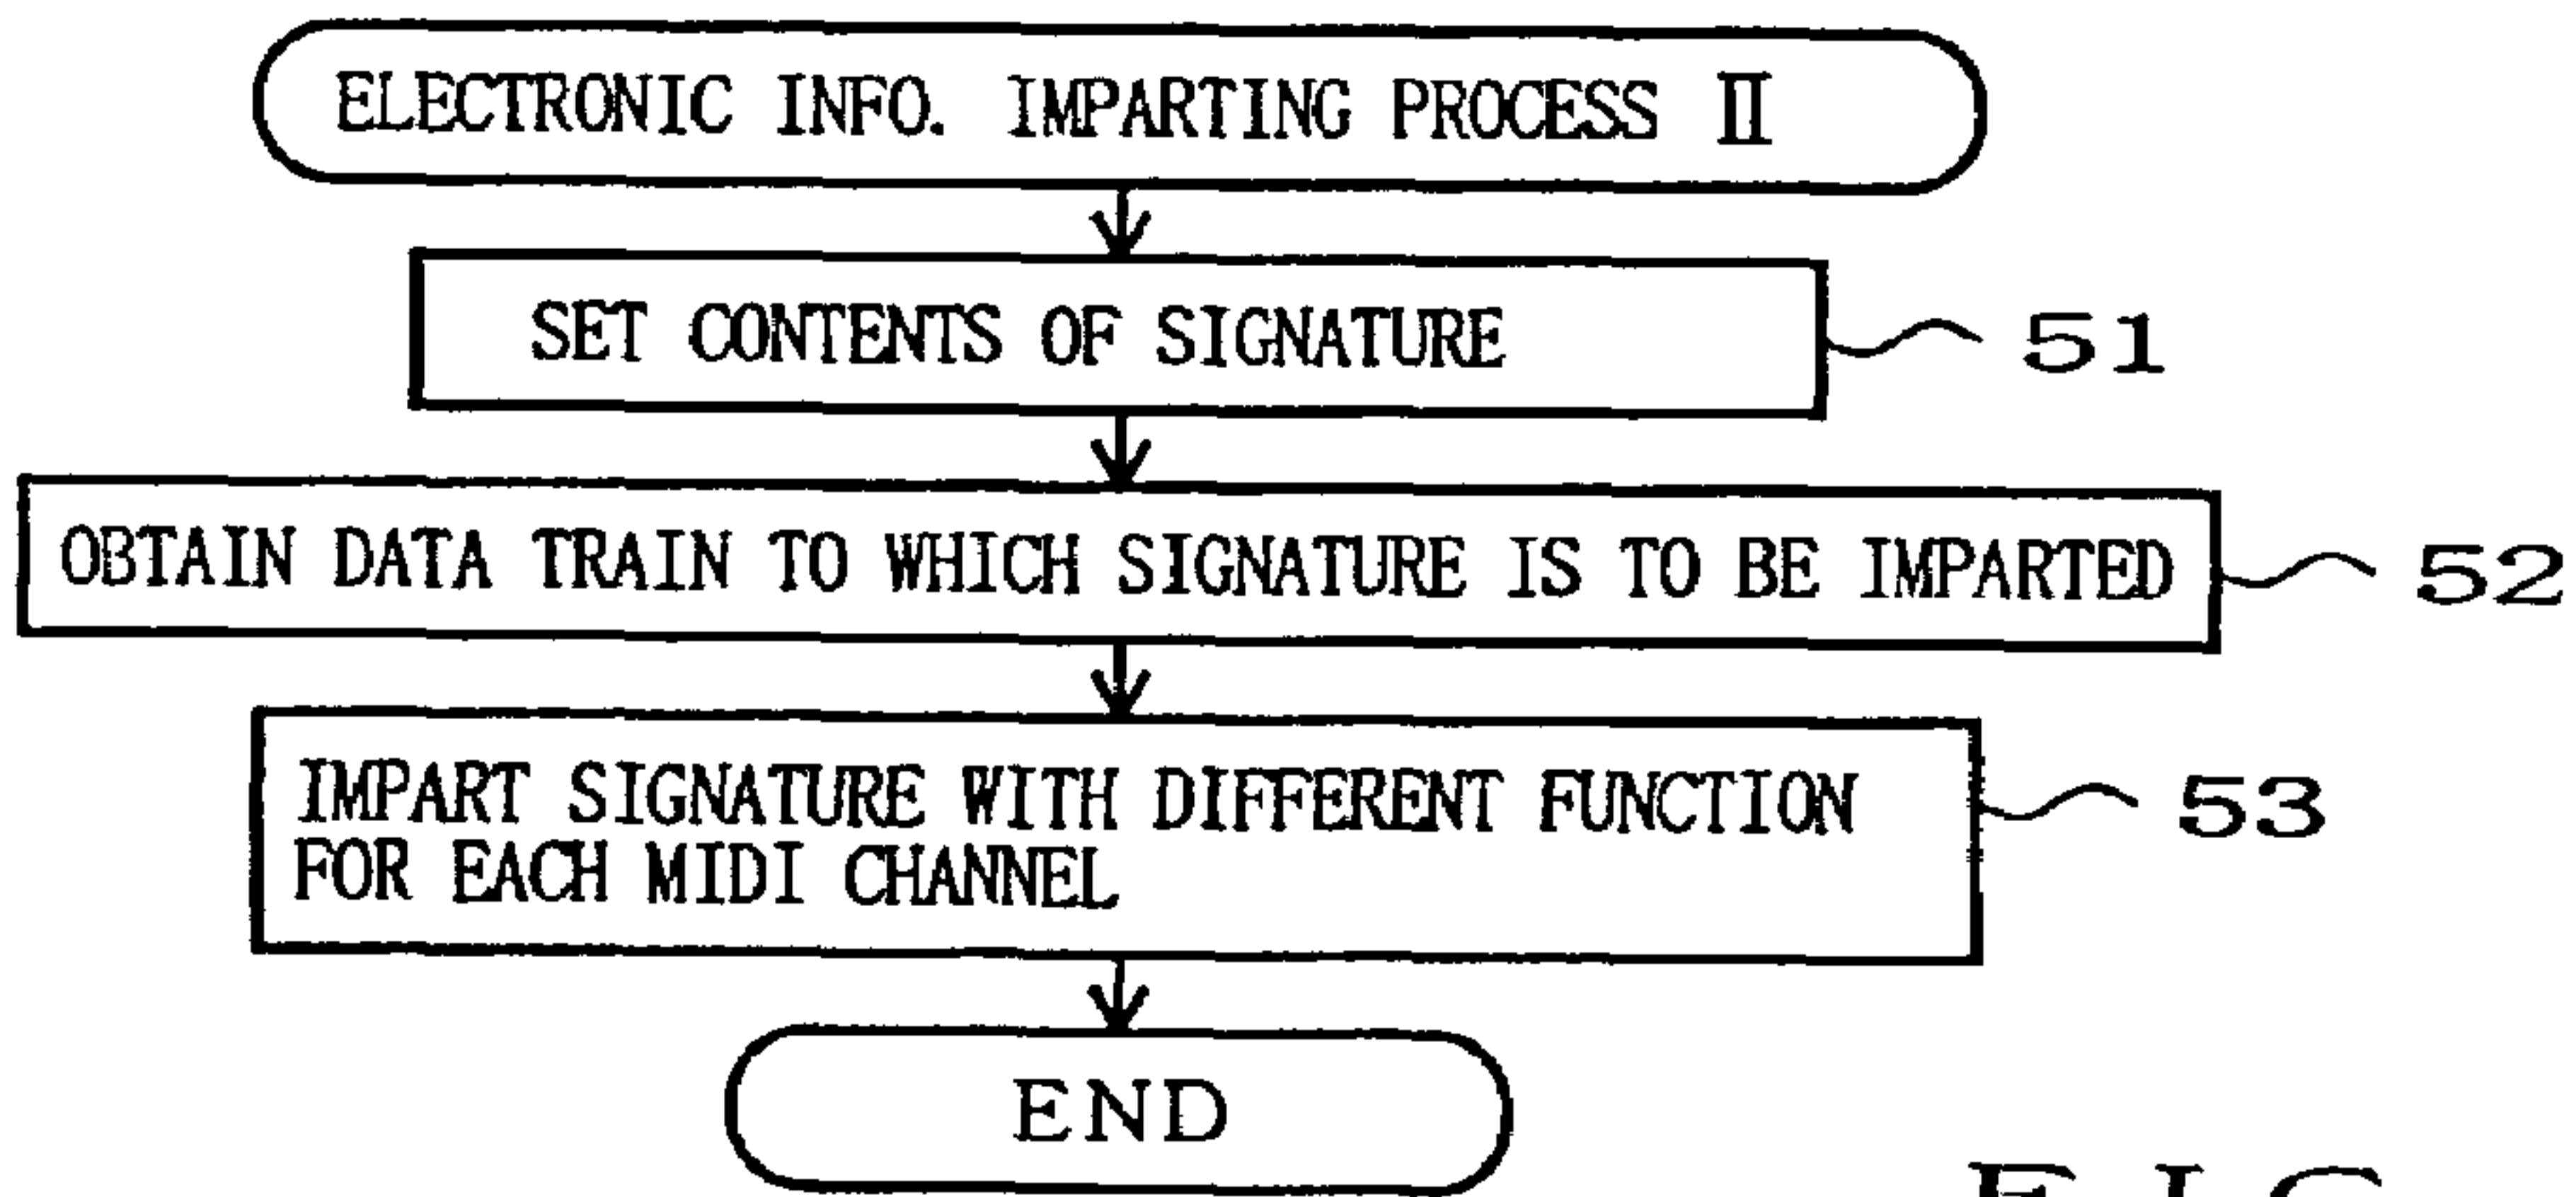 ELECTRONIC INFO. IMPARTING PROCESS II
SET CONTENTS OF SIGNATURE
51
OBTAIN DATA TRAIN TO WHICH SIGNATURE IS TO BE IMPARTED
52
IMPART SIGNATURE WITH DIFFERENT FUNCTION
FOR EACH MIDI CHANNEL
53
END